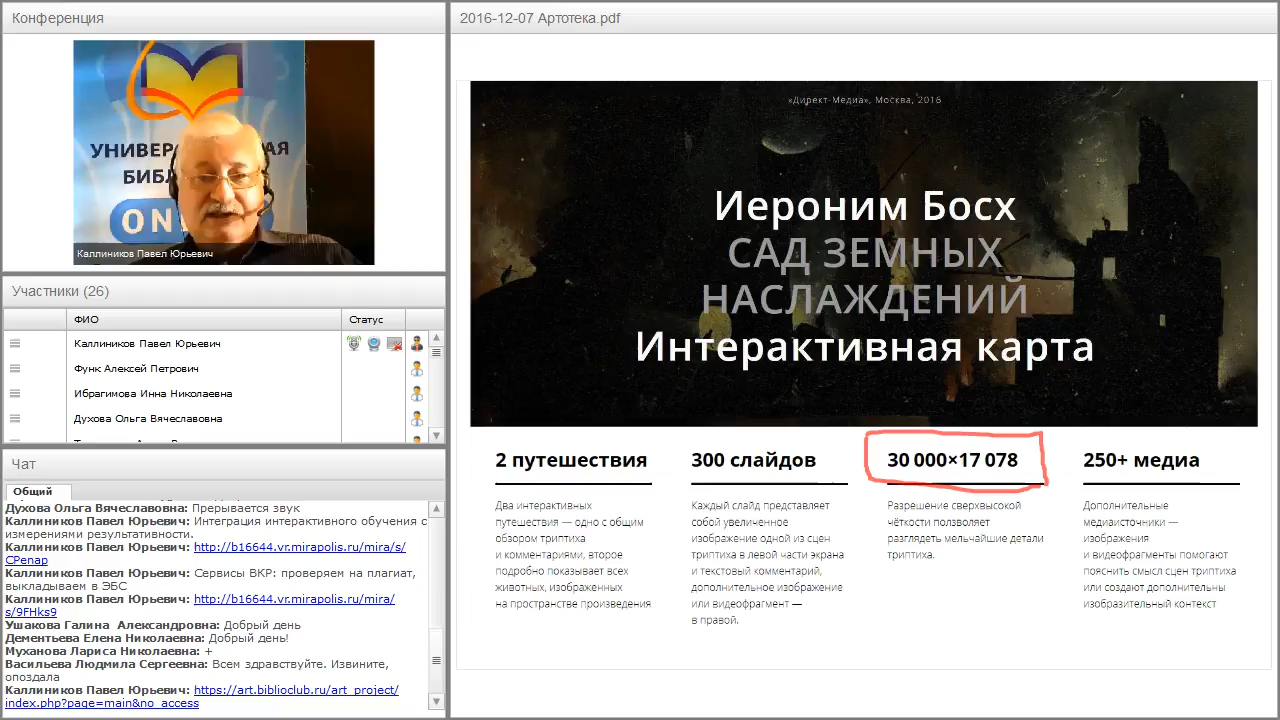 Конференция
УНИВЕР
АЯ
Каллиников Павел Юрьевич
Участники (26)
ФИО
Статус
Каллиников Павел Юрьевич
Функ Алексей Петрович
Ибрагимова Инна Николаевна
Духова Ольга Вячеславовна
Чат
Общий
Духова Ольга Вячеславовна: Прерывается звук
Каллиников Павел Юрьевич: Интеграция интерактивного обучения с
измерениями результативности.
Каллиников Павел Юрьевич: http://b16644.vr.mirapolis.ru/mira/s/
CPenap
Каллиников Павел Юрьевич: Сервисы ВКР: проверяем на плагиат,
выкладываем в ЭБС
Каллиников Павел Юрьевич: http://b16644.vr.mirapolis.ru/mira/
s/9FHks9
Ушакова Галина Александровна: Добрый день
Дементьева Елена Николаевна: Добрый день!
Муханова Лариса Николаевна: +
Васильева Людмила Сергеевна: Всем здравствуйте. Извините,
опоздала
Каллиников Павел Юрьевич: https://art.biblioclub.ru/art_project/
index.php?page=main&no_access
2016-12-07 Артотека.pdf
«Директ-Медиа», Москва, 2016
Иероним Босх
САД ЗЕМНЫХ
НАСЛАЖДЕНИЙ
Интерактивная карта
2 путешествия
Два интерактивных
путешествия — одно с общим
обзором триптиха
и комментариями, второе
подробно показывает всех
животных, изображенных
на пространстве произведения
300 слайдов
Каждый слайд представляет
собой увеличенное
изображение одной из сцен
триптиха в левой части экрана
и текстовый комментарий,
дополнительное изображение
или видеофрагмент —
в правой.
30 000×17 078
Разрешение сверхвысокой
чёткости позволяет
разглядеть мельчайшие детали
триптиха.
250+ медиа
Дополнительные
медиаисточники —
изображения
и видеофрагменты помогают
пояснить смысл сцен триптиха
или создают дополнительны
изобразительный контекст